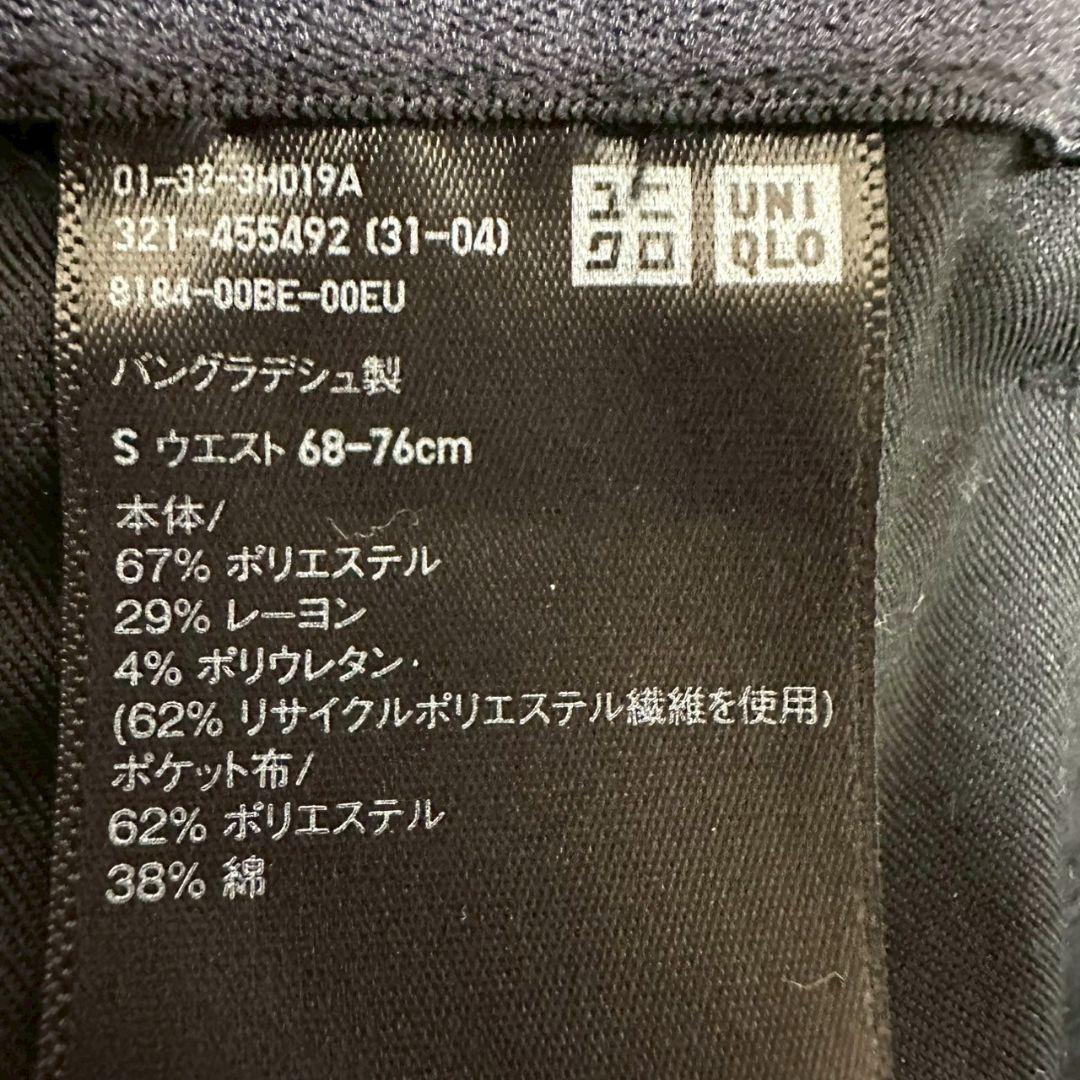 01-32-3H019A
321-455492 (31-04)
8184-00BE-00EU
ユニ
クロ
UNI
QLO
バングラデシュ製
S ウエスト 68-76cm
本体/
67% ポリエステル
29% レーヨン
4% ポリウレタン
(62% リサイクルポリエステル繊維を使用)
ポケット布/
62% ポリエステル
38% 綿